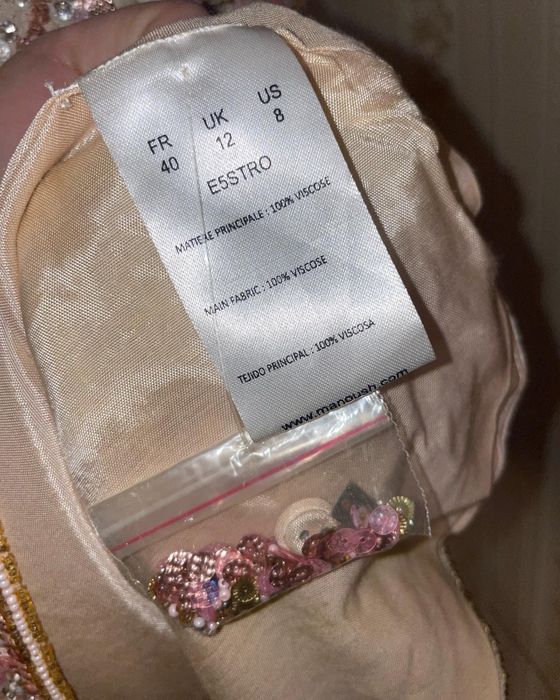 FR UK US
40 12 8
E5STRO
MATIERE PRINCIPALE : 100% VISCOSE
MAIN FABRIC : 100% VISCOSE
TEJIDO PRINCIPAL : 100% VISCOSA
www.manoush.com